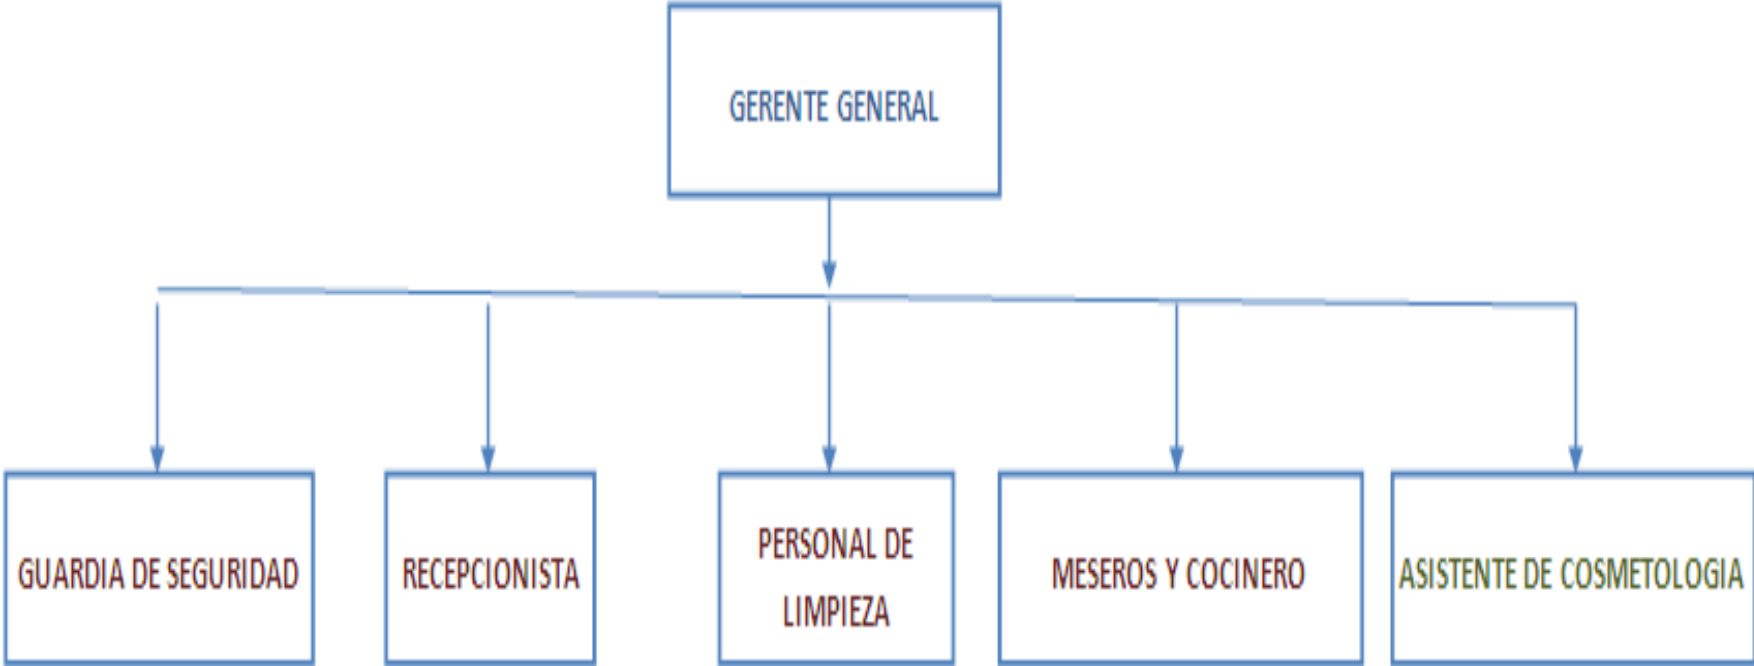 GERENTE GENERAL
GUARDIA DE SEGURIDAD
RECEPCIONISTA
PERSONAL DE
LIMPIEZA
MESEROS Y COCINERO
ASISTENTE DE COSMETOLOGIA